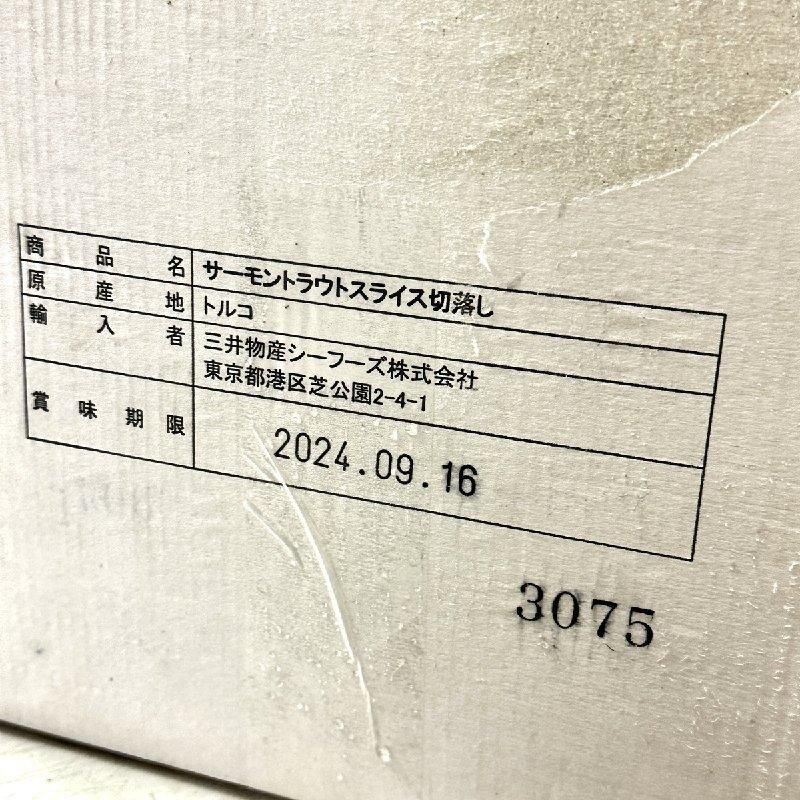 商品名 サーモントラウトスライス切落し
原産地 トルコ
輸入者 三井物産シーフーズ株式会社
東京都港区芝公園2-4-1
賞味期限 2024.09.16
3075